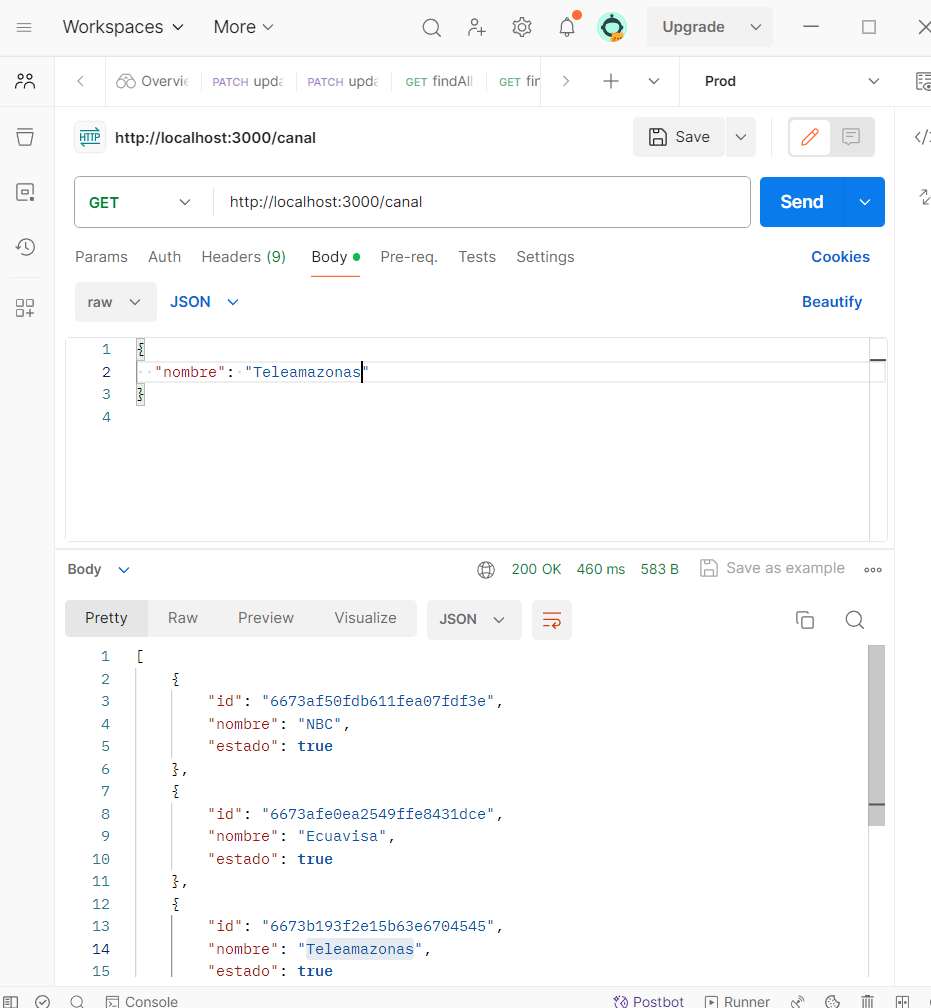 Workspaces More Upgrade
Overvie PATCH upda PATCH upda GET findAll GET fin Prod
HTTP http://localhost:3000/canal Save
GET http://localhost:3000/canal Send
Params Auth Headers (9) Body Pre-req. Tests Settings Cookies
raw JSON Beautify
1 {
2 "nombre": "Teleamazonas"
3 }
4
Body 200 OK 460 ms 583 B Save as example
Pretty Raw Preview Visualize JSON
1 [
2 {
3 "id": "6673af50fdb611fea07fdf3e",
4 "nombre": "NBC",
5 "estado": true
6 },
7 {
8 "id": "6673afe0ea2549ffe8431dce",
9 "nombre": "Ecuavisa",
10 "estado": true
11 },
12 {
13 "id": "6673b193f2e15b63e6704545",
14 "nombre": "Teleamazonas",
15 "estado": true
Console Postbot Runner